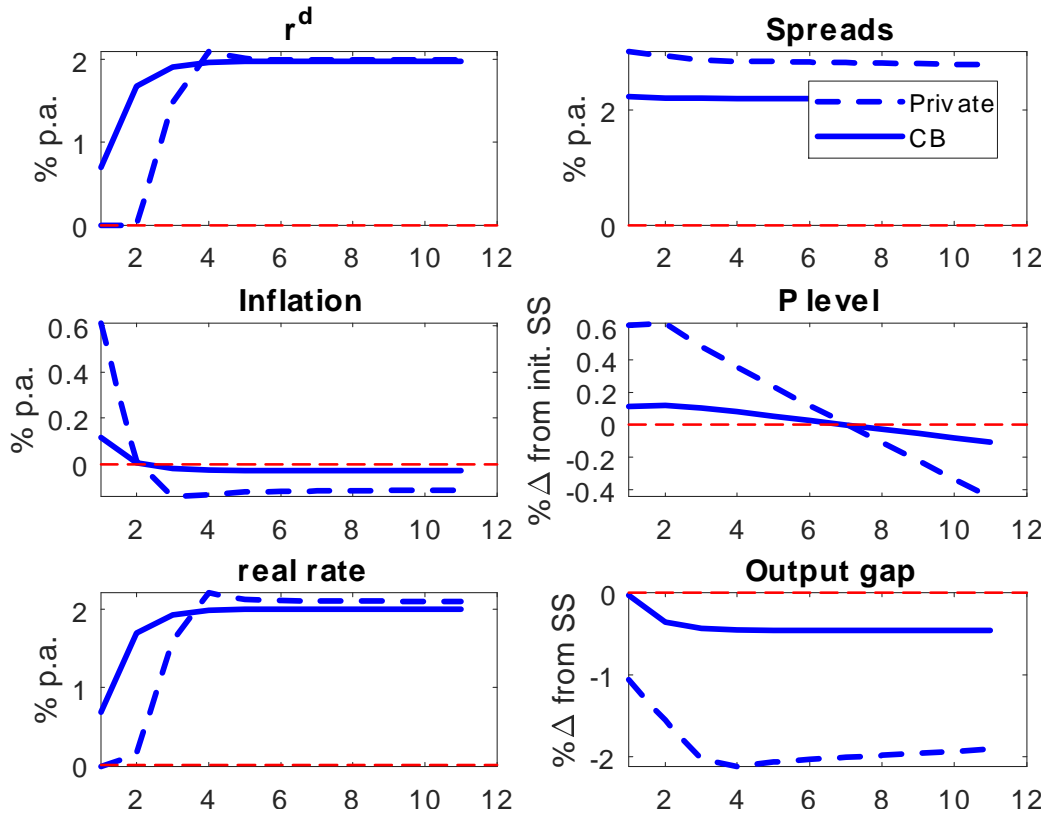 r^d
% p.a.
2
1
0
2 4 6 8 10 12
Spreads
% p.a.
2
0
2 4 6 8 10 12
Private
CB
Inflation
% p.a.
0.6
0.4
0.2
0
2 4 6 8 10 12
P level
% Δ from init. SS
0.6
0.4
0.2
0
-0.2
-0.4
2 4 6 8 10 12
real rate
% p.a.
2
1
0
2 4 6 8 10 12
Output gap
% Δ from SS
0
-1
-2
2 4 6 8 10 12